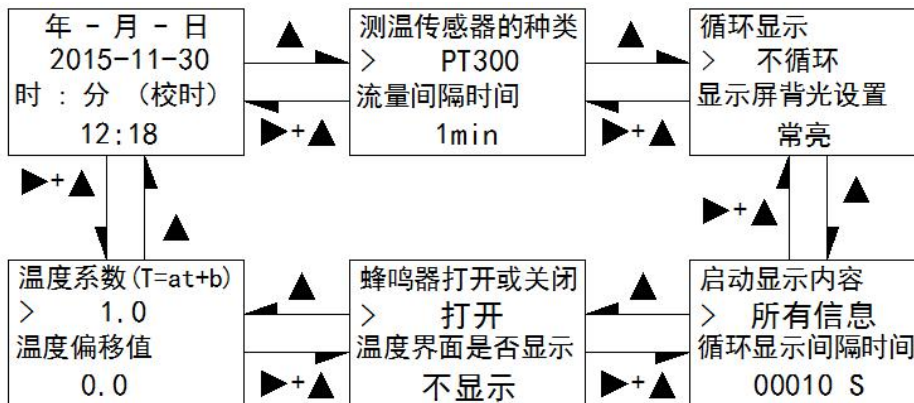 年-月-日
2015-11-30
时:分 (校时)
12:18
测温传感器的种类
> PT300
流量间隔时间
1min
循环显示
> 不循环
显示屏背光设置
常亮
▲
▲
▶+▲
▶+▲
▶+▲
▲
▶+▲
▲
温度系数(T=at+b)
> 1.0
温度偏移值
0.0
蜂鸣器打开或关闭
> 打开
温度界面是否显示
不显示
启动显示内容
> 所有信息
循环显示间隔时间
00010 S
▲
▲
▶+▲
▶+▲